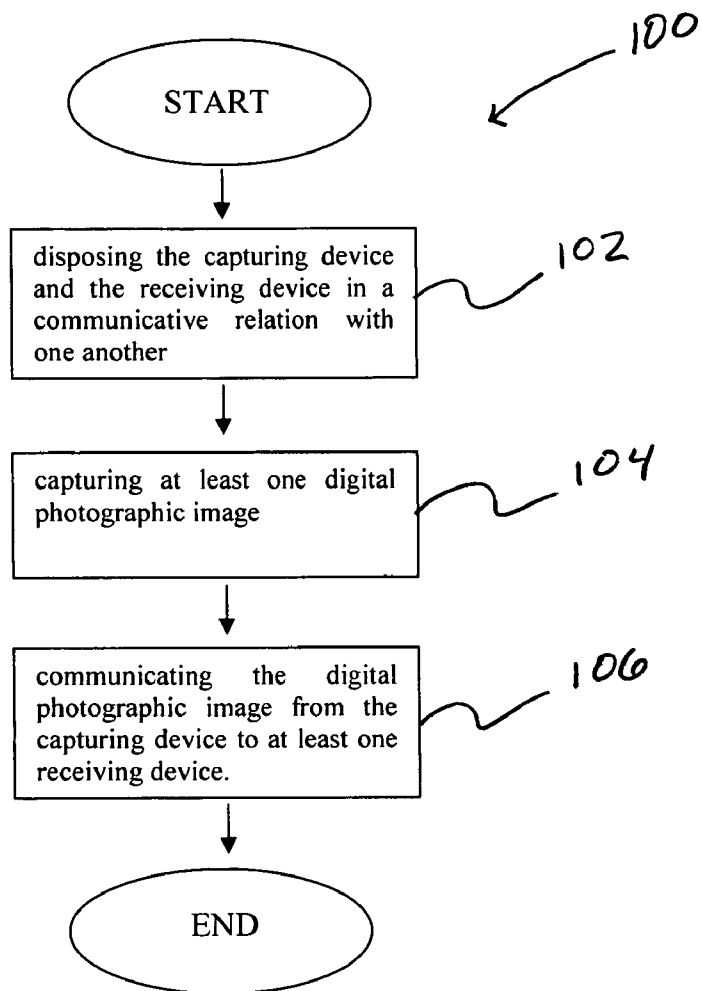 100
START
disposing the capturing device
and the receiving device in a
communicative relation with
one another
102
capturing at least one digital
photographic image
104
communicating the digital
photographic image from the
capturing device to at least one
receiving device.
106
END